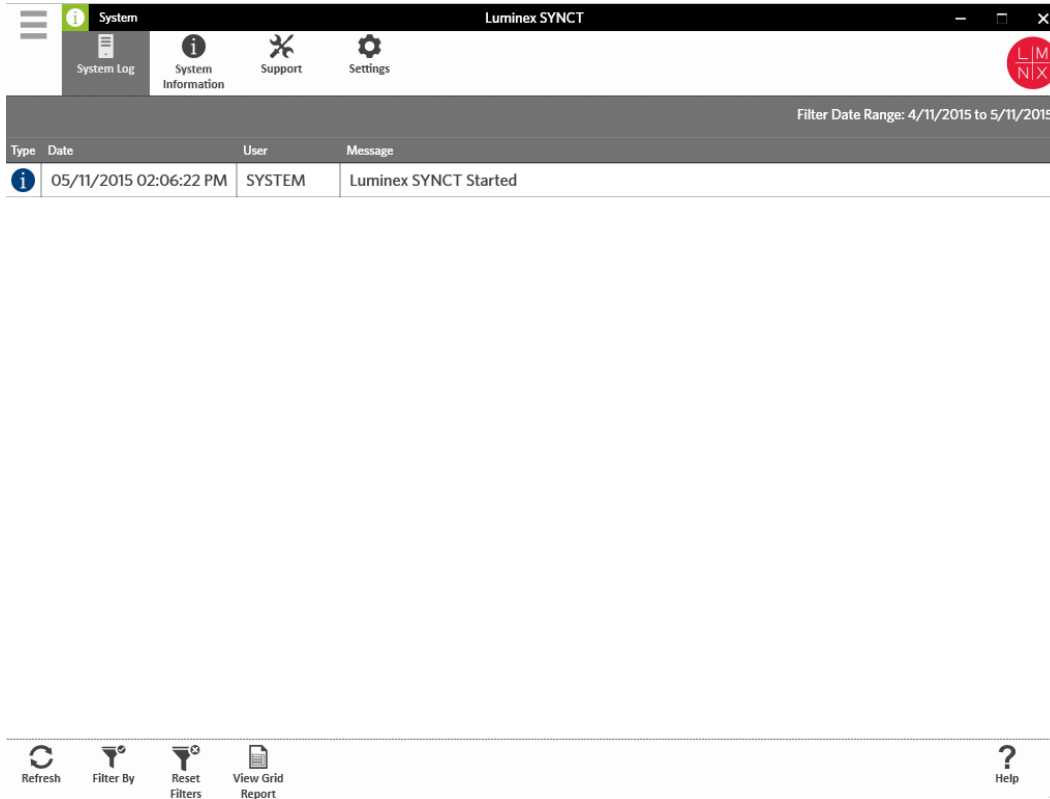 System
Luminex SYNCT
System Log
System
Information
Support
Settings
L M
N X
Filter Date Range: 4/11/2015 to 5/11/2015
Type Date User Message
05/11/2015 02:06:22 PM SYSTEM Luminex SYNCT Started
Refresh
Filter By
Reset
Filters
View Grid
Report
Help